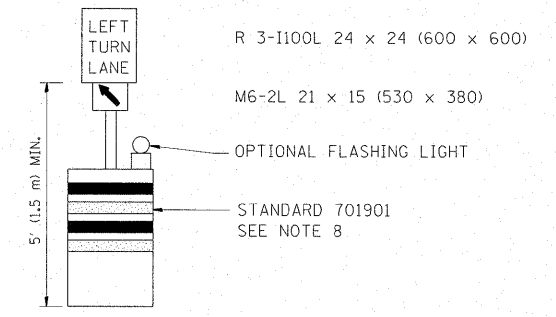 LEFT
TURN
LANE
R 3-I100L 24 x 24 (600 x 600)
M6-2L 21 x 15 (530 x 380)
OPTIONAL FLASHING LIGHT
5' (1.5 m) MIN.
STANDARD 701901
SEE NOTE 8